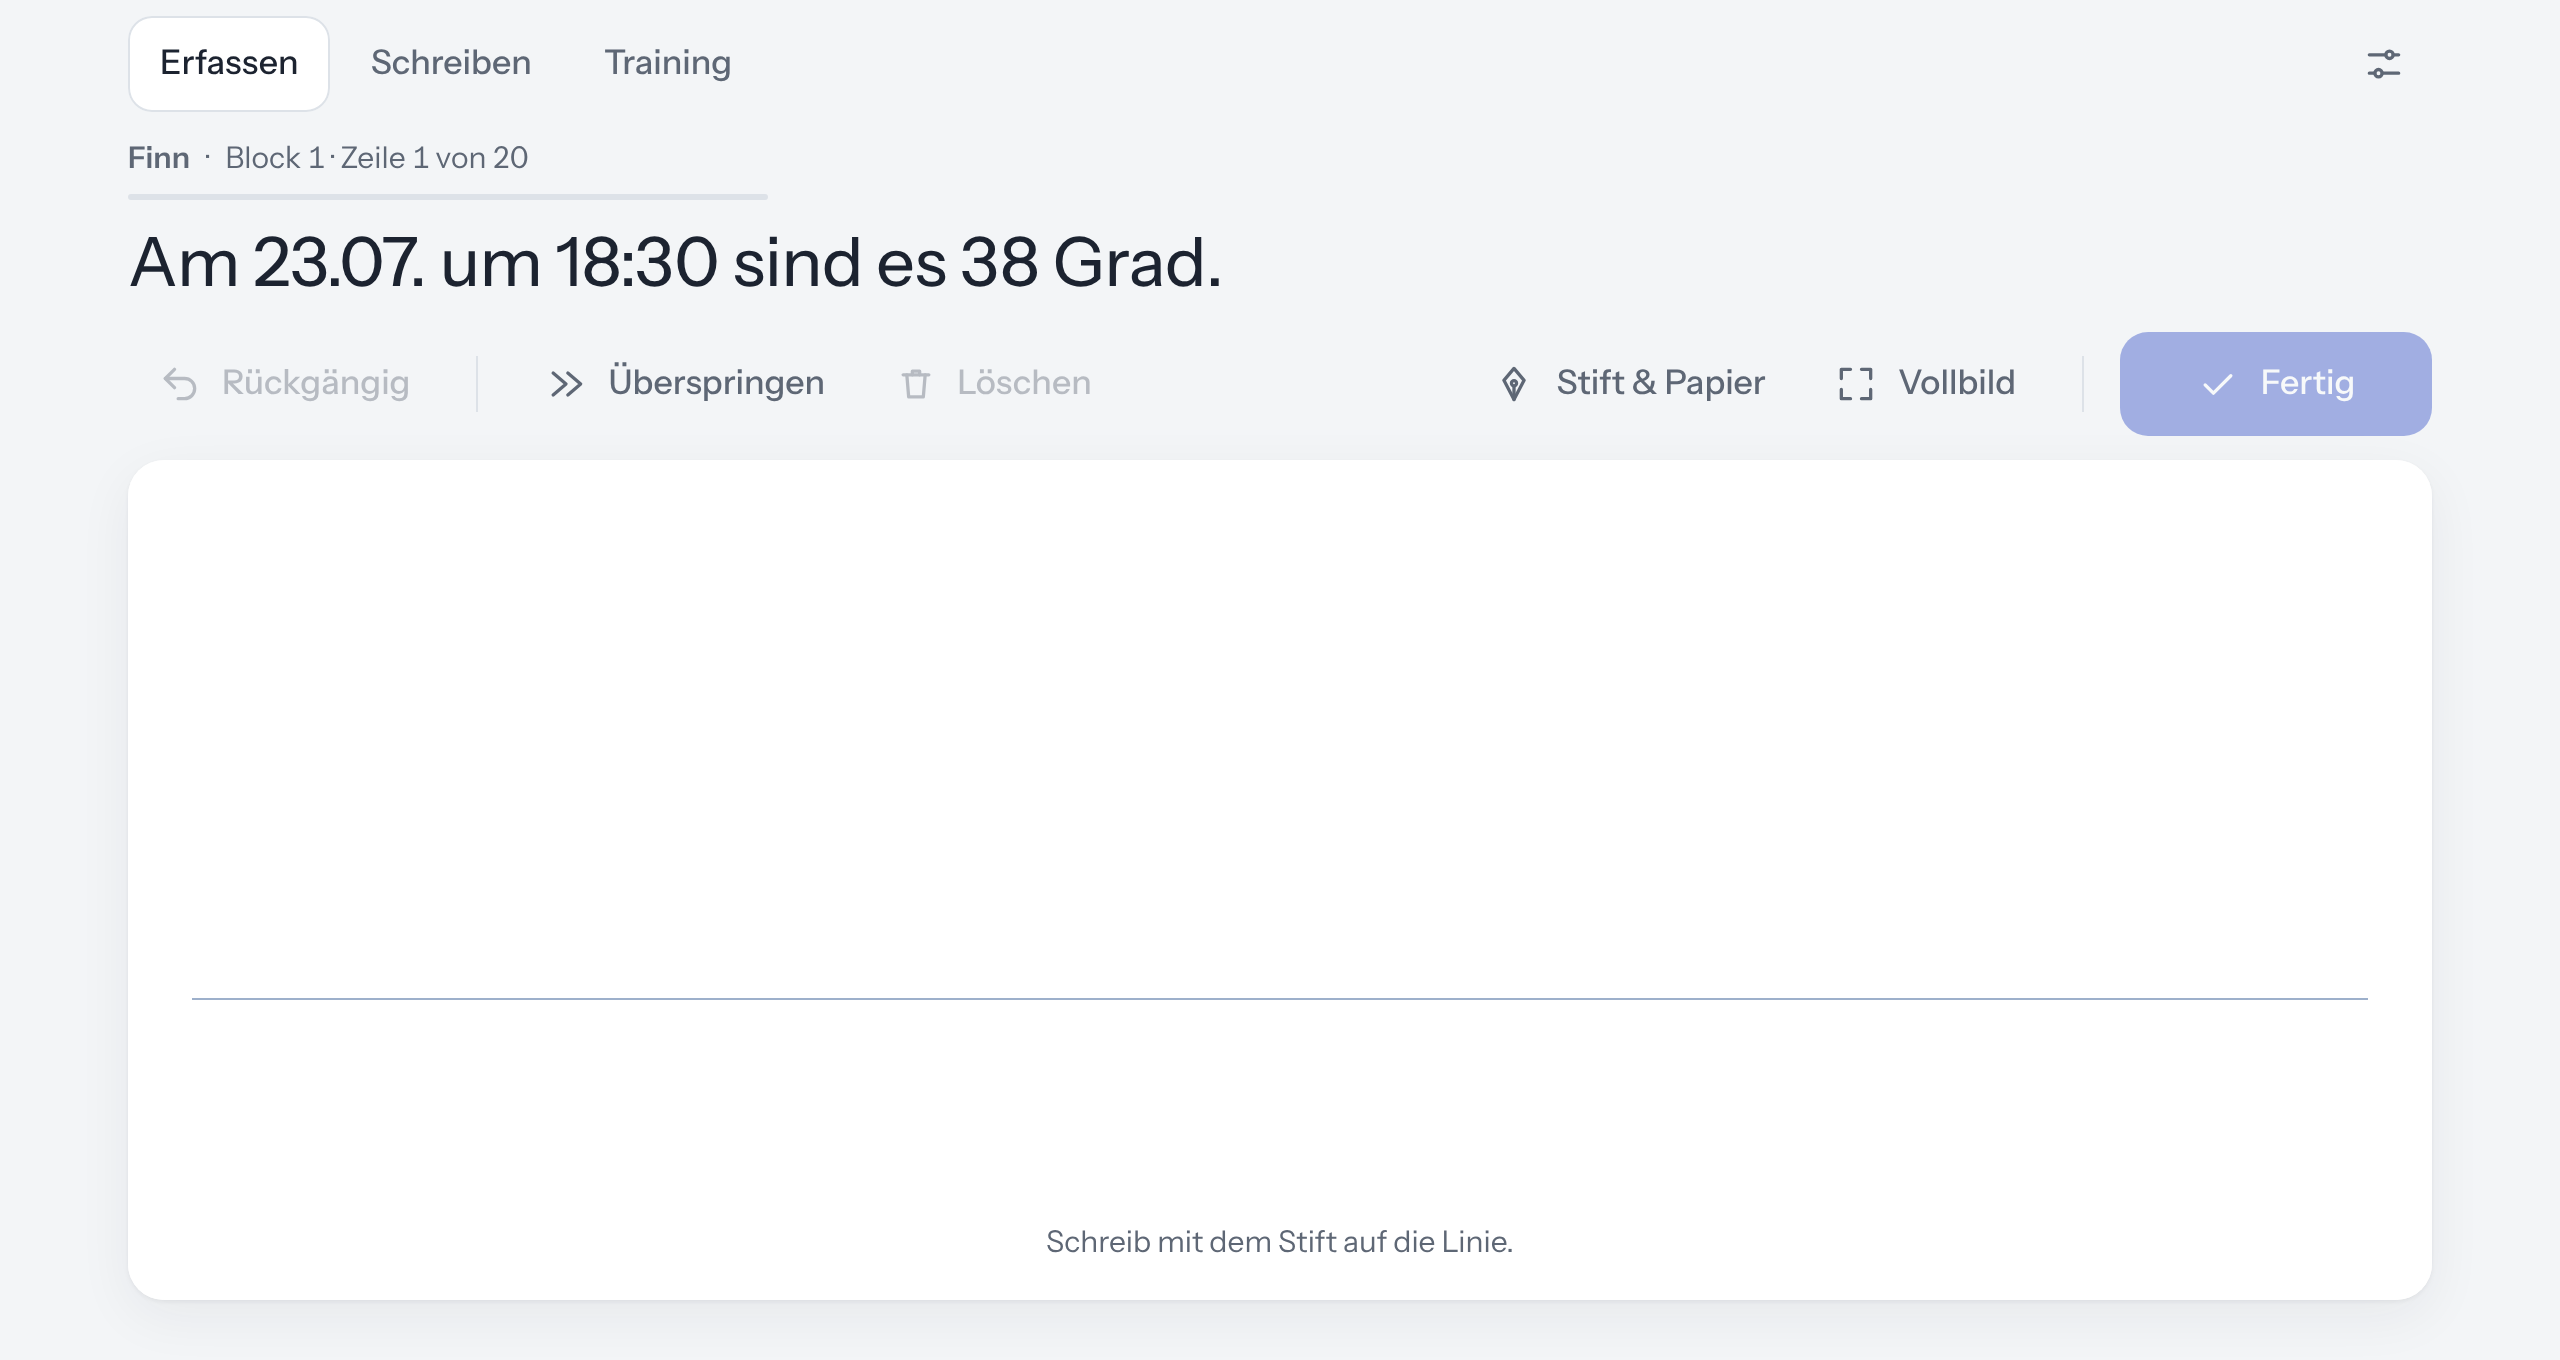 Erfassen Schreiben Training
Finn · Block 1 · Zeile 1 von 20
Am 23.07. um 18:30 sind es 38 Grad.
Rückgängig Überspringen Löschen Stift & Papier Vollbild Fertig
Schreib mit dem Stift auf die Linie.